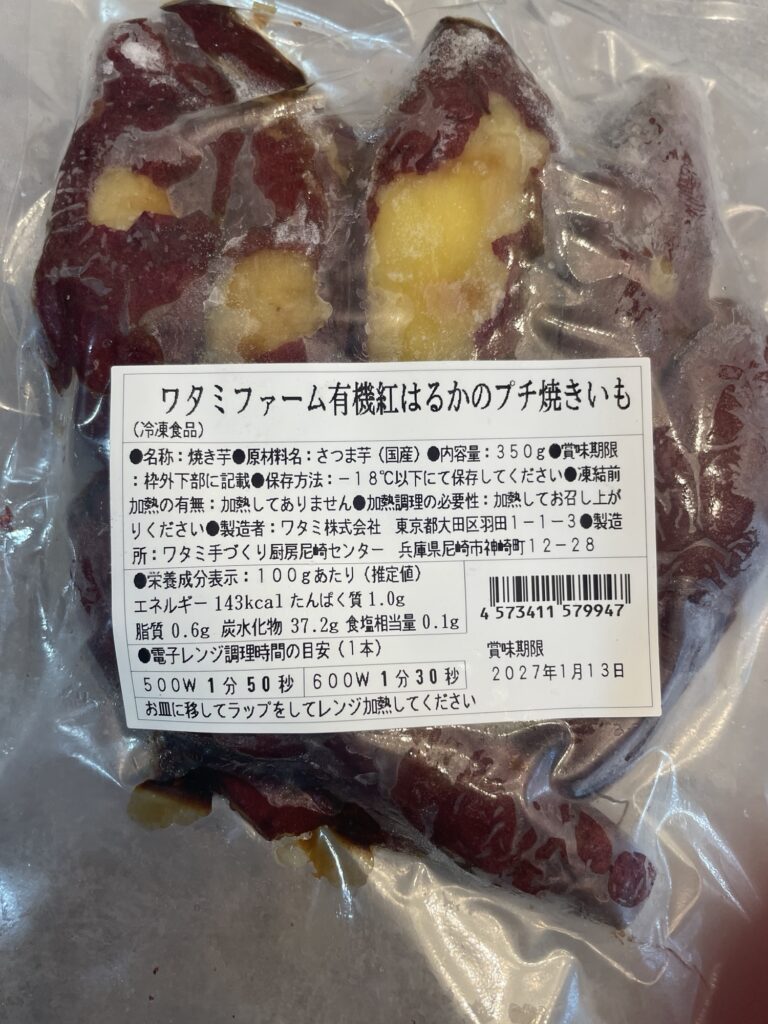 ワタミファーム有機紅はるかのプチ焼きいも
(冷凍食品)
●名称：焼き芋●原材料名：さつま芋（国産）●内容量：350g●賞味期限
：枠外下部に記載●保存方法：－18℃以下にて保存してください●凍結前
加熱の有無：加熱してありません●加熱調理の必要性：加熱してお召し上が
りください●製造者：ワタミ株式会社　東京都大田区羽田1－1－3●製造
所：ワタミ手づくり厨房尼崎センター　兵庫県尼崎市神崎町12－28
●栄養成分表示：100gあたり（推定値）
エネルギー 143kcal たんぱく質 1.0g
脂質 0.6g 炭水化物 37.2g 食塩相当量 0.1g
4 573411 579947
●電子レンジ調理時間の目安（1本）
500W 1分50秒 600W 1分30秒
お皿に移してラップをしてレンジ加熱してください
賞味期限
2027年1月13日